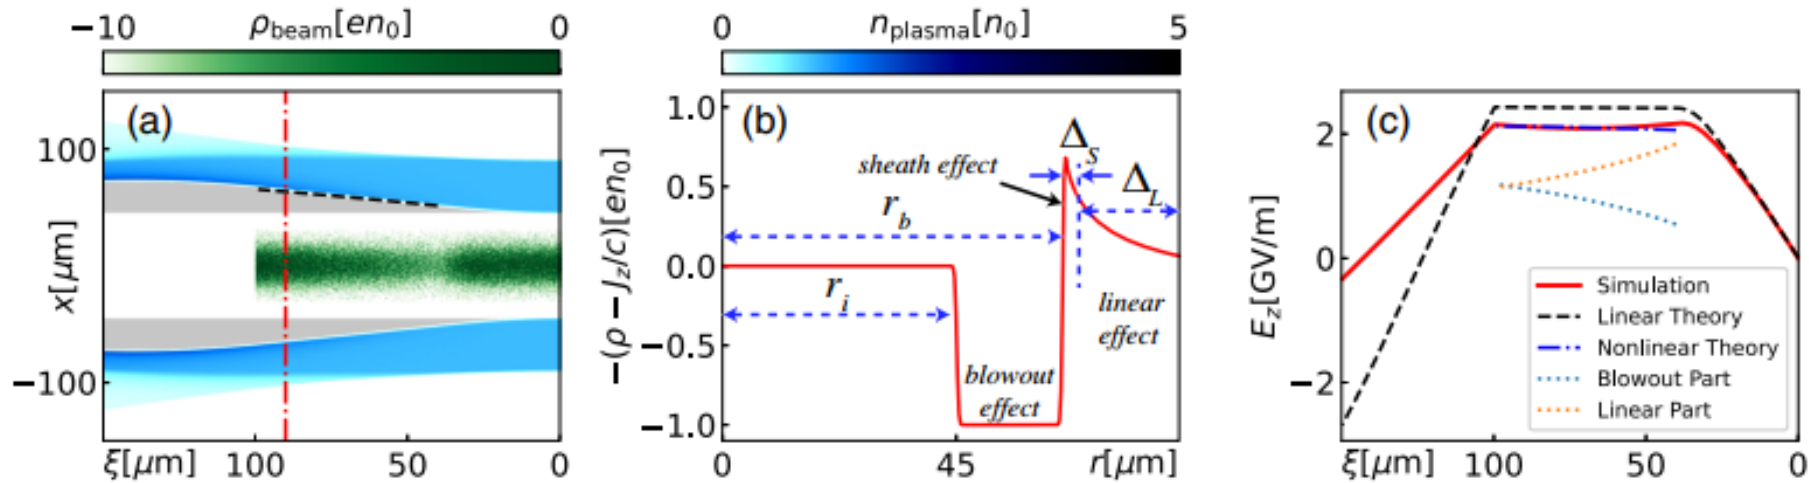 −10 ρbeam[en0] 0
0 nplasma[n0] 5
(a)
100
−100
x[μm]
ξ[μm] 100 50 0
(b)
1.0
0.5
0.0
−0.5
−1.0
−(ρ − Jz/c)[en0]
sheath effect
ΔS
ΔL
rb
ri
linear
effect
blowout
effect
0 45 r[μm]
(c)
2
0
−2
Ez[GV/m]
Simulation
Linear Theory
Nonlinear Theory
Blowout Part
Linear Part
ξ[μm] 100 50 0